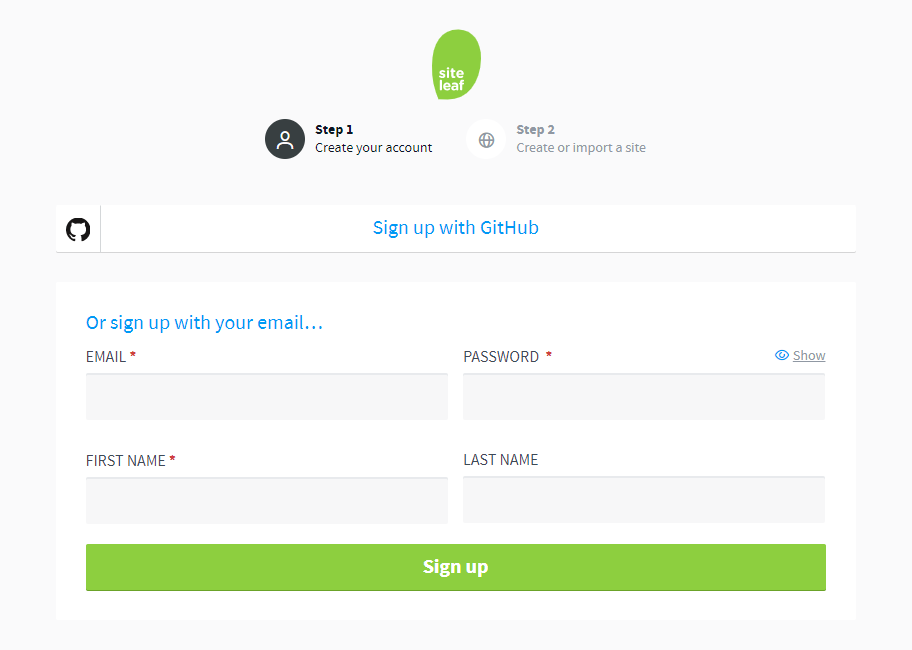 site
leaf
Step 1
Create your account
Step 2
Create or import a site
Sign up with GitHub
Or sign up with your email...
EMAIL *
PASSWORD *
Show
FIRST NAME *
LAST NAME
Sign up